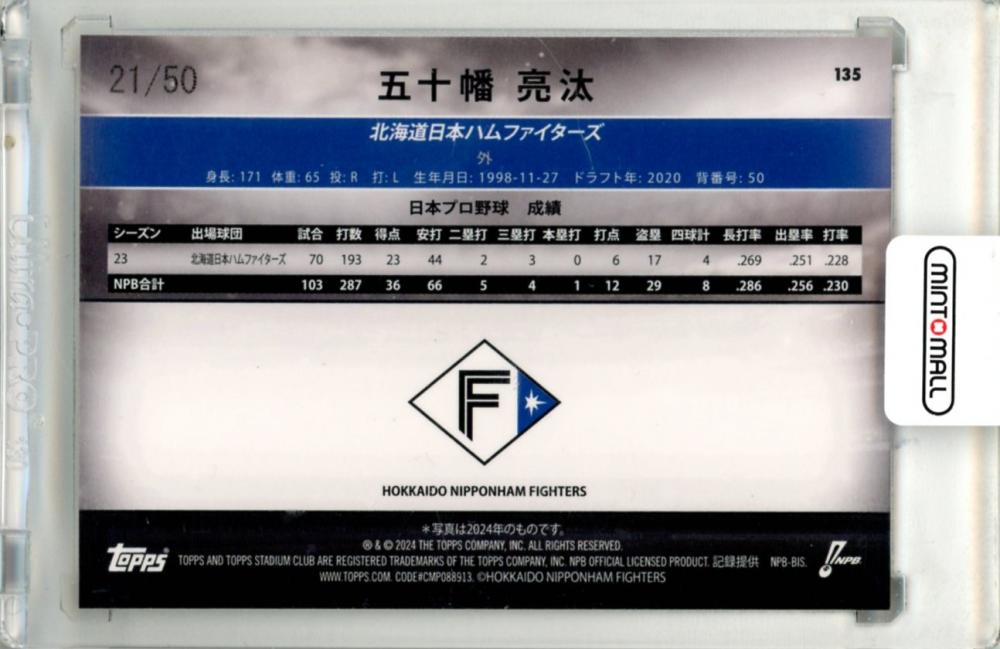 21/50
五十幡 亮汰
135
北海道日本ハムファイターズ
外
身長: 171 体重: 65 投: R 打: L 生年月日: 1998-11-27 ドラフト年: 2020 背番号: 50
日本プロ野球 成績
シーズン 出場球団 試合 打数 得点 安打 二塁打 三塁打 本塁打 打点 盗塁 四球計 長打率 出塁率 打率
23 北海道日本ハムファイターズ 70 193 23 44 2 3 0 6 17 4 .269 .251 .228
NPB合計 103 287 36 66 5 4 1 12 29 8 .286 .256 .230
MINTOMALL
F
HOKKAIDO NIPPONHAM FIGHTERS
＊写真は2024年のものです。
® & © 2024 THE TOPPS COMPANY, INC. ALL RIGHTS RESERVED.
topps
TOPPS AND TOPPS STADIUM CLUB ARE REGISTERED TRADEMARKS OF THE TOPPS COMPANY, INC. NPB OFFICIAL LICENSED PRODUCT. 記録提供 NPB-BIS.
NPB
WWW.TOPPS.COM. CODE#CMP088913. ©HOKKAIDO NIPPONHAM FIGHTERS